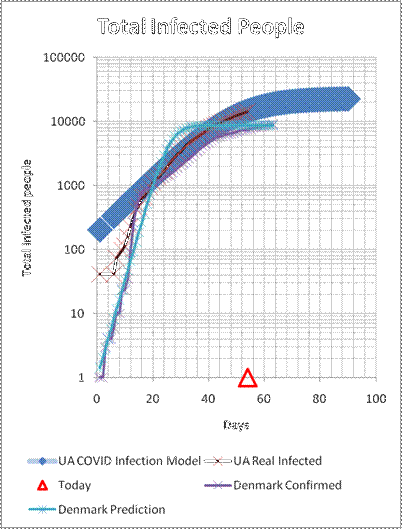 Total Infected People
100000
10000
1000
100
10
1
Total Infected people
0 20 40 60 80 100
Days
UA COVID Infection Model UA Real Infected
Today Denmark Confirmed
Denmark Prediction